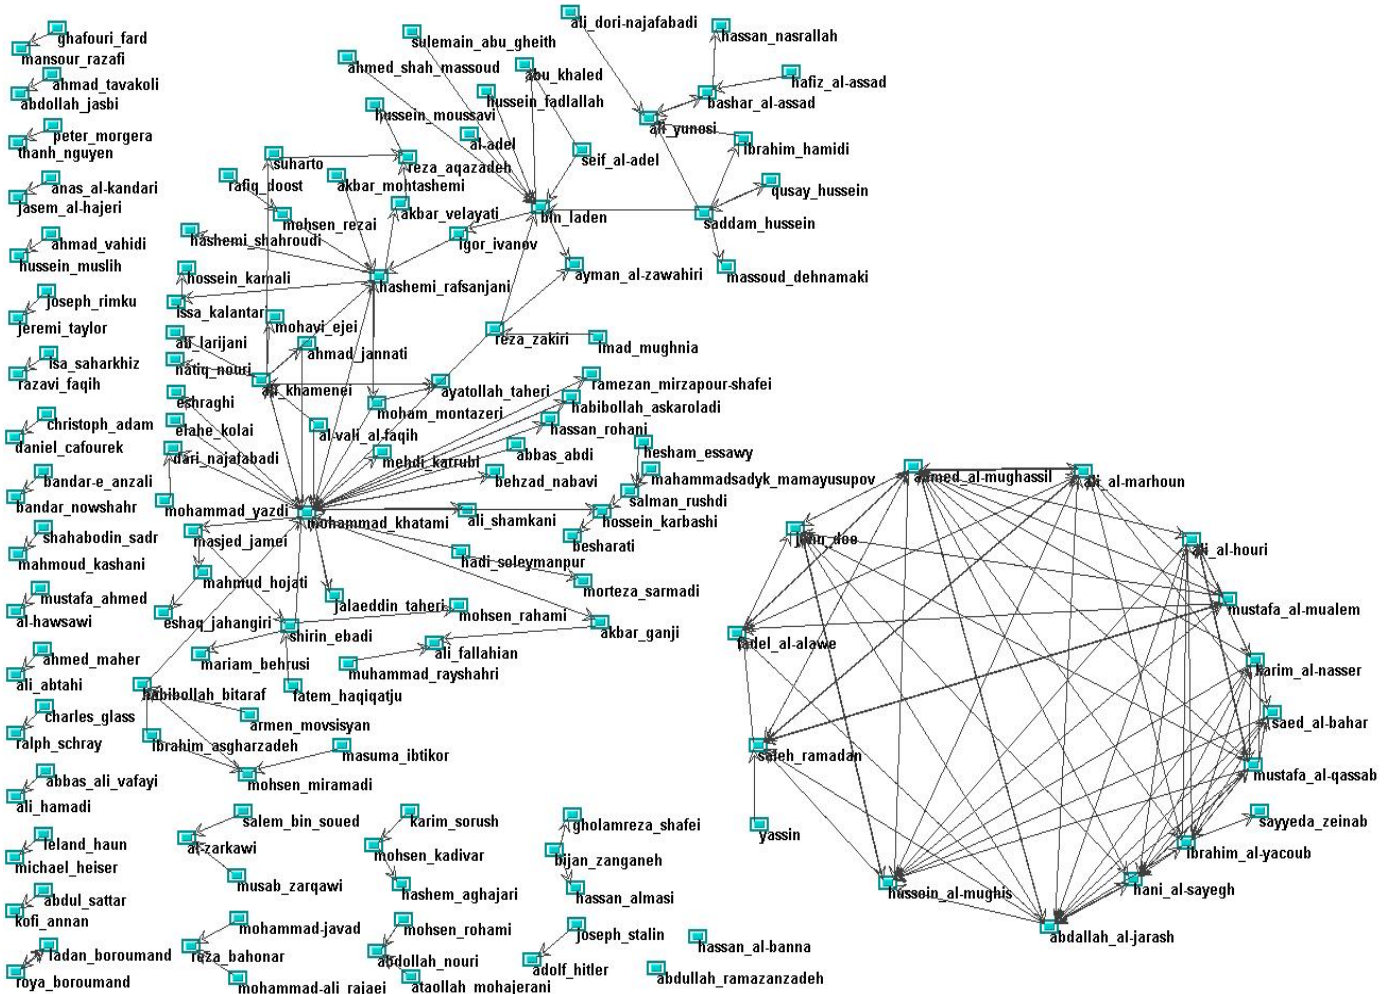 ghafouri_fard
mansour_razafi
ahmad_tavakoli
abdollah_jasbi
peter_morgera
thanh_nguyen
anas_al-kandari
jasem_al-hajeri
ahmad_vahidi
hussein_muslih
joseph_rimku
jeremi_taylor
isa_saharkhiz
razavi_faqih
christoph_adam
daniel_cafourek
bandar-e_anzali
bandar_nowshahr
shahabodin_sadr
mahmoud_kashani
mustafa_ahmed
al-hawsawi
ahmed_maher
ali_abtahi
charles_glass
ralph_schray
abbas_ali_vafayi
ali_hamadi
leland_haun
michael_heiser
abdul_sattar
kofi_annan
ladan_boroumand
roya_boroumand
ali_dori-najafabadi
hassan_nasrallah
sulemain_abu_gheith
ahmed_shah_massoud
abu_khaled
hafiz_al-assad
hussein_fadlallah
bashar_al-assad
hussein_moussavi
ali_yunosi
al-adel
ibrahim_hamidi
suharto
reza_aqazadeh
seif_al-adel
rafiq_doost
akbar_mohtashemi
qusay_hussein
mohsen_rezai
akbar_velayati
bin_laden
saddam_hussein
hashemi_shahroudi
igor_ivanov
hossein_kamali
hashemi_rafsanjani
ayman_al-zawahiri
massoud_dehnamaki
issa_kalantar
mohavi_ejei
reza_zakiri
imad_mughnia
ali_larijani
ahmad_jannati
natiq_nouri
ali_khamenei
ayatollah_taheri
ramezan_mirzapour-shafei
eshraghi
moham_montazeri
habibollah_askaroladi
elahe_kolai
al-vali_al-faqih
hassan_rohani
dari_najafabadi
mehdi_katrubi
abbas_abdi
hesham_essawy
behzad_nabavi
mahammadsadyk_mamayusupov
mohammad_yazdi
salman_rushdi
mohammad_khatami
ali_shamkani
hossein_karbashi
masjed_jamei
besharati
hadi_soleymanpur
mahmud_hojati
morteza_sarmadi
eshaq_jahangiri
jalaeddin_taheri
mohsen_rahami
shirin_ebadi
akbar_ganji
mariam_behrusi
ali_fallahian
muhammad_rayshahri
habibollah_bitaraf
fatem_haqiqatju
armen_movsisyan
ibrahim_asgharzadeh
masuma_ibtikor
mohsen_miramadi
salem_bin_soued
al-zarkawi
musab_zarqawi
karim_sorush
mohsen_kadivar
hashem_aghajari
gholamreza_shafei
bijan_zanganeh
hassan_almasi
mohammad-javad
reza_bahonar
mohammad-ali_rajaei
mohsen_rohami
abdollah_nouri
ataollah_mohajerani
joseph_stalin
adolf_hitler
hassan_al-banna
abdullah_ramazanzadeh
ahmed_al-mughassil
ali_al-marhoun
john_doe
ali_al-houri
mustafa_al-mualem
fadel_al-alawe
karim_al-nasser
saed_al-bahar
saleh_ramadan
mustafa_al-qassab
yassin
sayyeda_zeinab
ibrahim_al-yacoub
hussein_al-mughis
hani_al-sayegh
abdallah_al-jarash